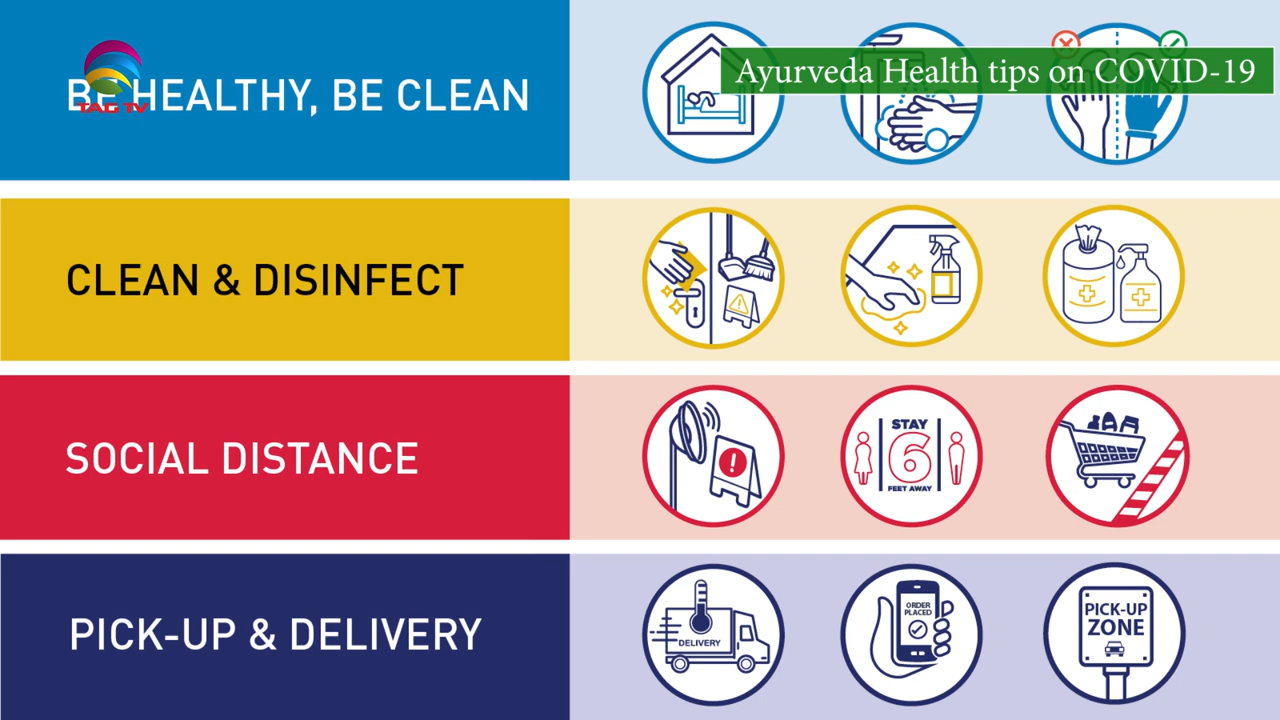 BE HEALTHY, BE CLEAN
TAG TV
Ayurveda Health tips on COVID-19
CLEAN & DISINFECT
SOCIAL DISTANCE
STAY
6
FEET AWAY
PICK-UP & DELIVERY
DELIVERY
ORDER
PLACED
PICK-UP
ZONE